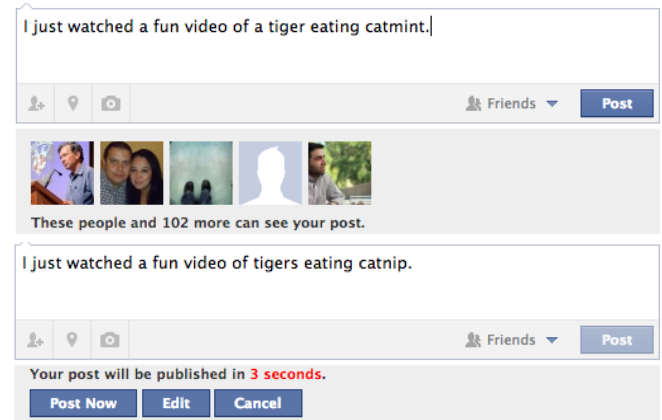 I just watched a fun video of a tiger eating catmint.
Friends Post
These people and 102 more can see your post.
I just watched a fun video of tigers eating catnip.
Friends Post
Your post will be published in 3 seconds.
Post Now Edit Cancel